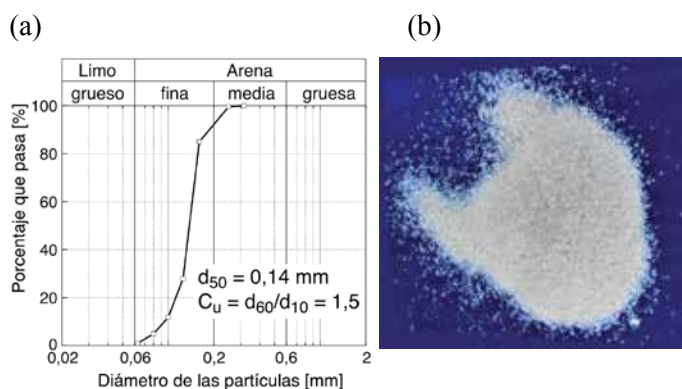 (a)
(b)
Limo
Arena
grueso
fina
media
gruesa
Porcentaje que pasa [%]
100
80
60
40
20
0
d50 = 0,14 mm
Cu = d60/d10 = 1,5
0,02
0,06
0,2
0,6
2
Diámetro de las partículas [mm]